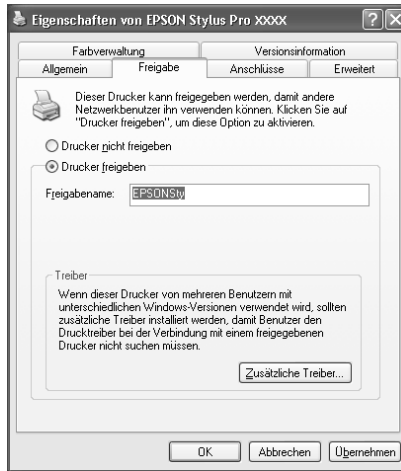 Eigenschaften von EPSON Stylus Pro XXXX
Farbverwaltung Versionsinformation
Allgemein Freigabe Anschlüsse Erweitert
Dieser Drucker kann freigegeben werden, damit andere
Netzwerkbenutzer ihn verwenden können. Klicken Sie auf
"Drucker freigeben", um diese Option zu aktivieren.
Drucker nicht freigeben
Drucker freigeben
Freigabename: EPSONSty
Treiber
Wenn dieser Drucker von mehreren Benutzern mit
unterschiedlichen Windows-Versionen verwendet wird, sollten
zusätzliche Treiber installiert werden, damit Benutzer den
Drucktreiber bei der Verbindung mit einem freigegebenen
Drucker nicht suchen müssen.
Zusätzliche Treiber...
OK Abbrechen Übernehmen